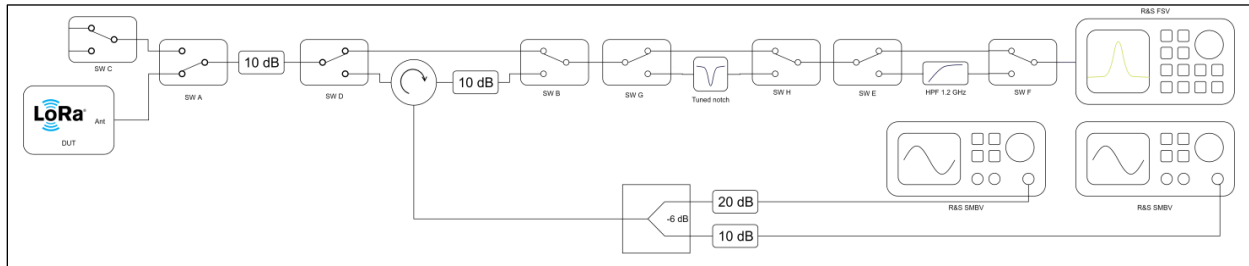 R&S FSV
SW C
SW A
10 dB
SW D
10 dB
SW B
SW G
Tuned notch
SW H
SW E
HPF 1.2 GHz
SW F
LoRa®
Ant
DUT
R&S SMBV
R&S SMBV
-6 dB
20 dB
10 dB